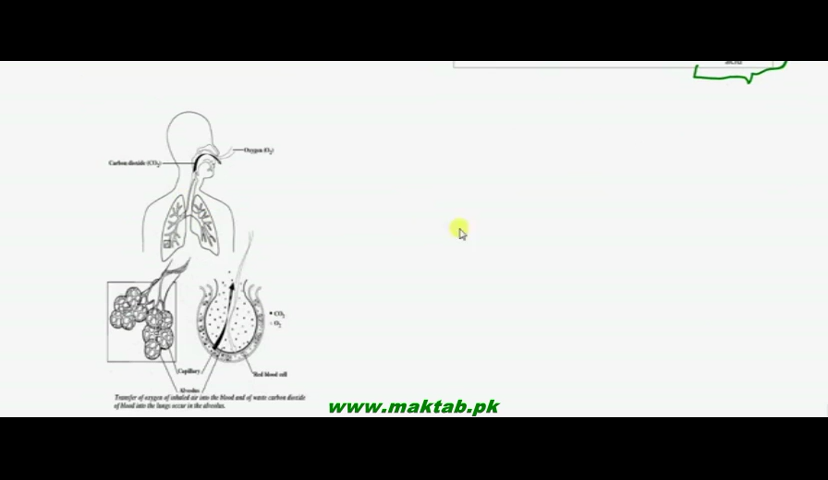 Oxygen (O₂)
Carbon dioxide (CO₂)
CO₂
O₂
Capillary
Red blood cell
Alveolus
Transfer of oxygen of inhaled air into the blood and of waste carbon dioxide
of blood into the lungs occur in the alveolus.
www.maktab.pk